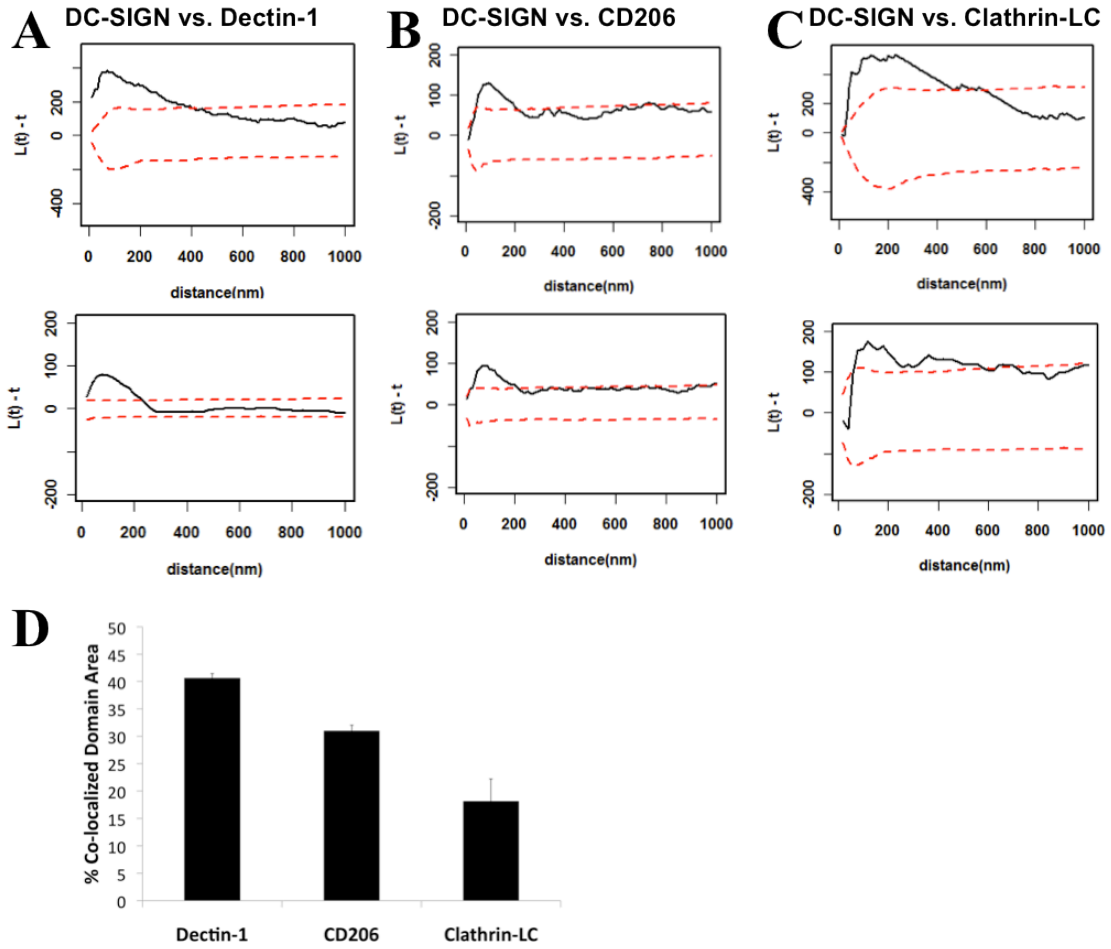 A
DC-SIGN vs. Dectin-1
B
DC-SIGN vs. CD206
C
DC-SIGN vs. Clathrin-LC
L(t) - t
200
0
-400
0 200 400 600 800 1000
distance(nm)
L(t) - t
200
100
0
-200
0 200 400 600 800 1000
distance(nm)
L(t) - t
200
0
-400
0 200 400 600 800 1000
distance(nm)
L(t) - t
200
100
0
-200
0 200 400 600 800 1000
distance(nm)
L(t) - t
200
100
0
-200
0 200 400 600 800 1000
distance(nm)
L(t) - t
200
100
0
-200
0 200 400 600 800 1000
distance(nm)
D
% Co-localized Domain Area
50
45
40
35
30
25
20
15
10
5
0
Dectin-1 CD206 Clathrin-LC